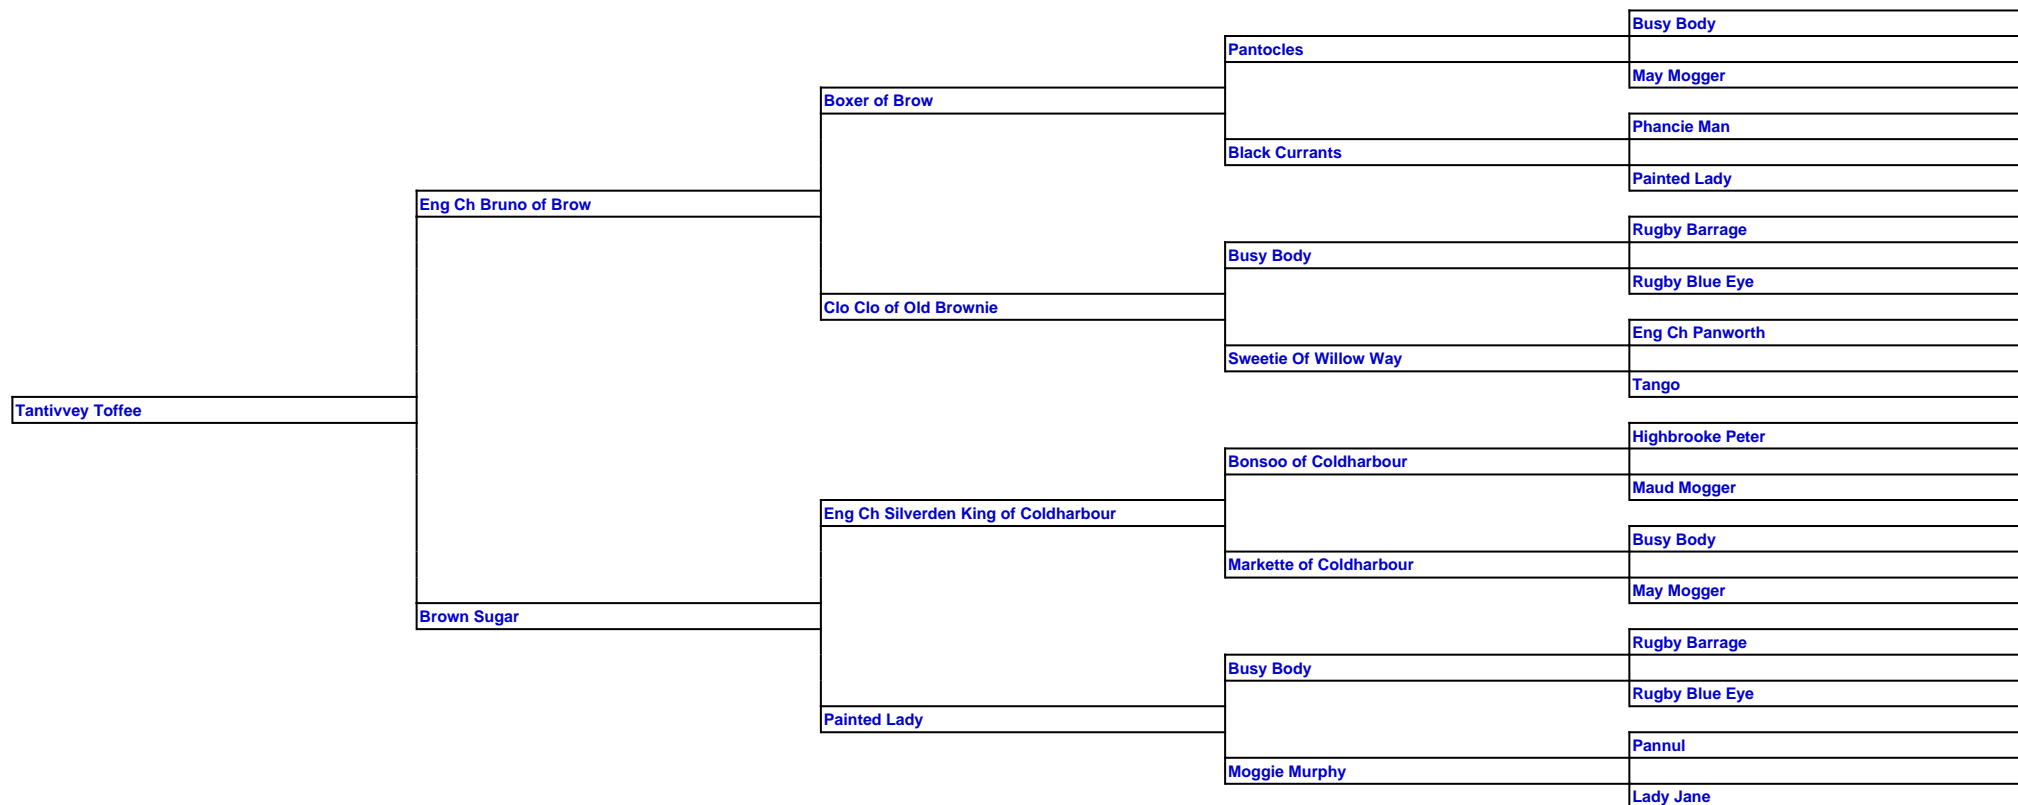 Busy Body
Pantocles
May Mogger
Boxer of Brow
Phancie Man
Black Currants
Painted Lady
Eng Ch Bruno of Brow
Rugby Barrage
Busy Body
Rugby Blue Eye
Clo Clo of Old Brownie
Eng Ch Panworth
Sweetie Of Willow Way
Tango
Tantivvey Toffee
Highbrooke Peter
Bonsoo of Coldharbour
Maud Mogger
Eng Ch Silverden King of Coldharbour
Busy Body
Markette of Coldharbour
May Mogger
Brown Sugar
Rugby Barrage
Busy Body
Rugby Blue Eye
Painted Lady
Pannul
Moggie Murphy
Lady Jane